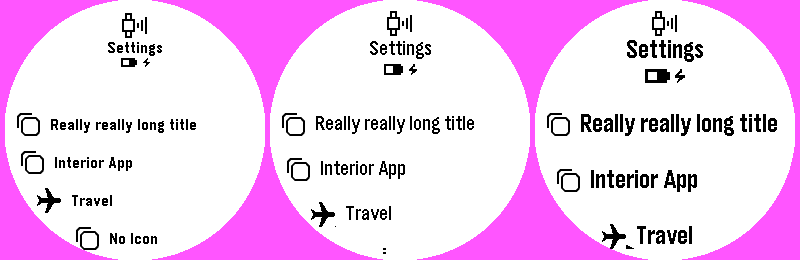 Settings
Really really long title
Interior App
Travel
No Icon
Settings
Really really long title
Interior App
Travel
Settings
Really really long title
Interior App
Travel